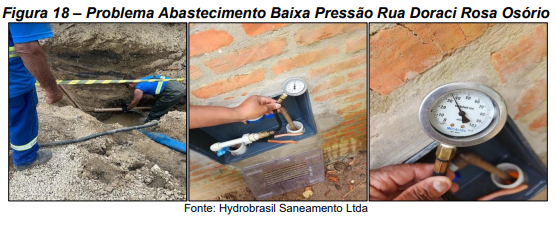 Figura 18 – Problema Abastecimento Baixa Pressão Rua Doraci Rosa Osório
Fonte: Hydrobrasil Saneamento Ltda